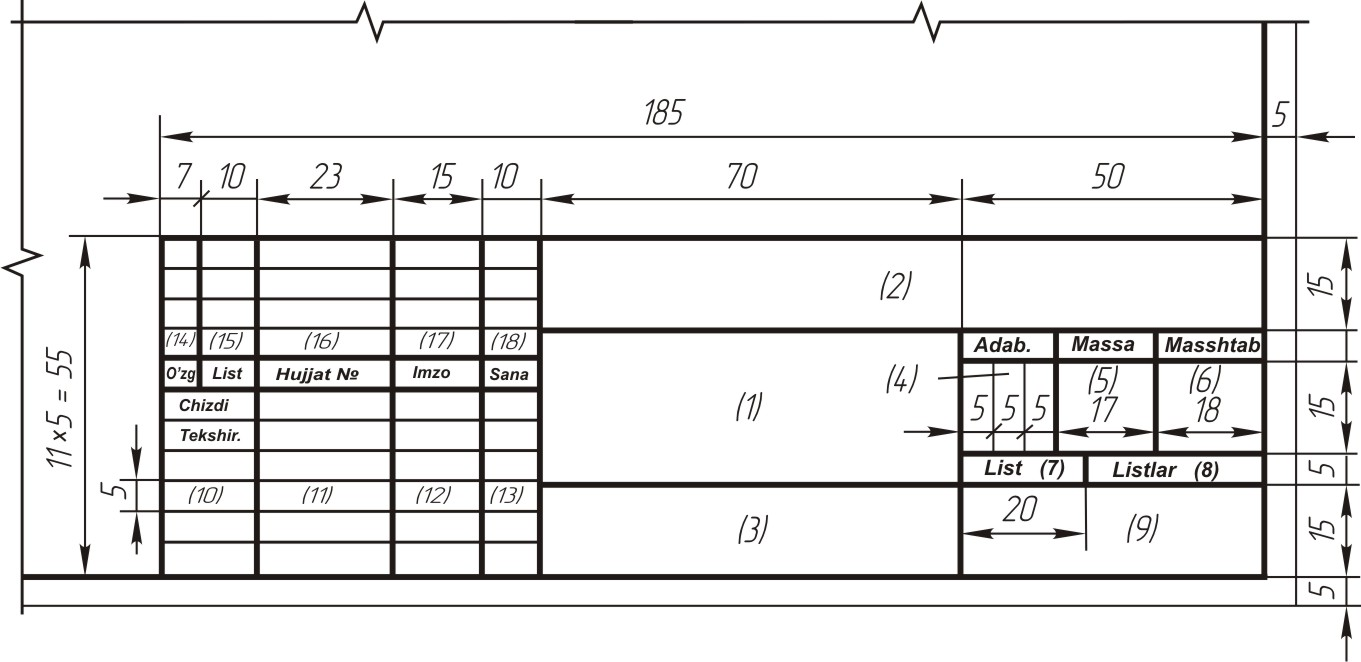 185 5
7 10 23 15 10 70 50
(2) 15
(14) (15) (16) (17) (18)
Adab. Massa Masshtab
O'zg List Hujjat № Imzo Sana
(4) (5) (6)
Chizdi (1) 5 5 5 17 18 15
Tekshir.
11x5 = 55
List (7) Listlar (8) 5
5 (10) (11) (12) (13)
20
(3) (9) 15
5